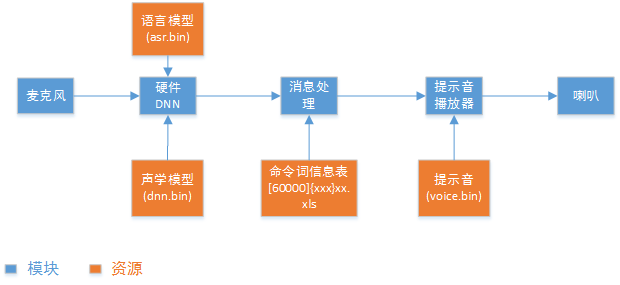 语言模型
(asr.bin)
麦克风
硬件
DNN
消息处
理
提示音
播放器
喇叭
声学模型
(dnn.bin)
命令词信息表
[60000]{xxx}xx.
xls
提示音
(voice.bin)
模块
资源